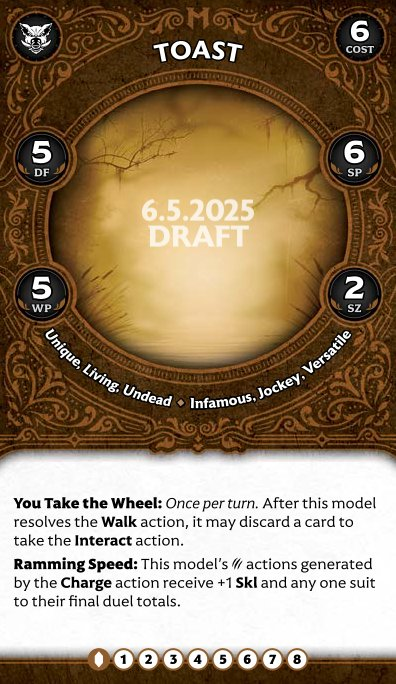 TOAST
6
COST
5
DF
6
SP
6.5.2025
DRAFT
5
WP
2
SZ
Unique, Living, Undead ◆ Infamous, Jockey, Versatile
You Take the Wheel: Once per turn. After this model
resolves the Walk action, it may discard a card to
take the Interact action.
Ramming Speed: This model's actions generated
by the Charge action receive +1 Skl and any one suit
to their final duel totals.
1 2 3 4 5 6 7 8